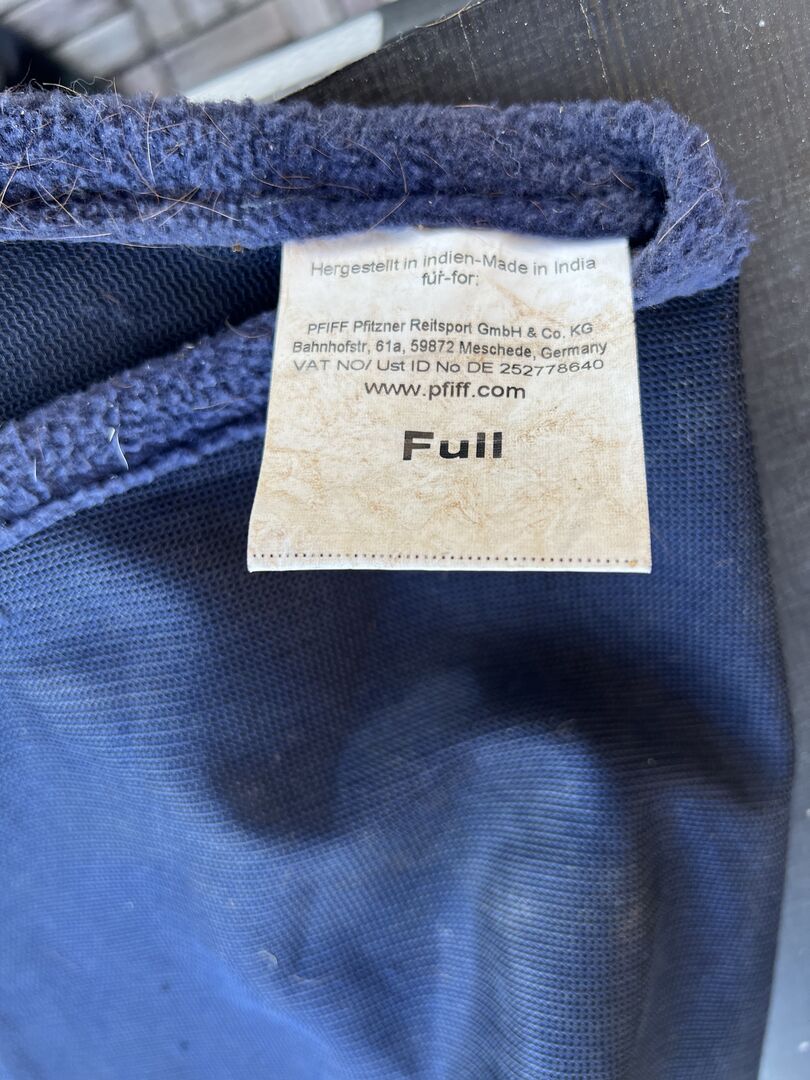 Hergestellt in indien-Made in India
für-for:
PFIFF Pfitzner Reitsport GmbH & Co. KG
Bahnhofstr, 61a, 59872 Meschede, Germany
VAT NO/ Ust ID No DE 252778640
www.pfiff.com
Full